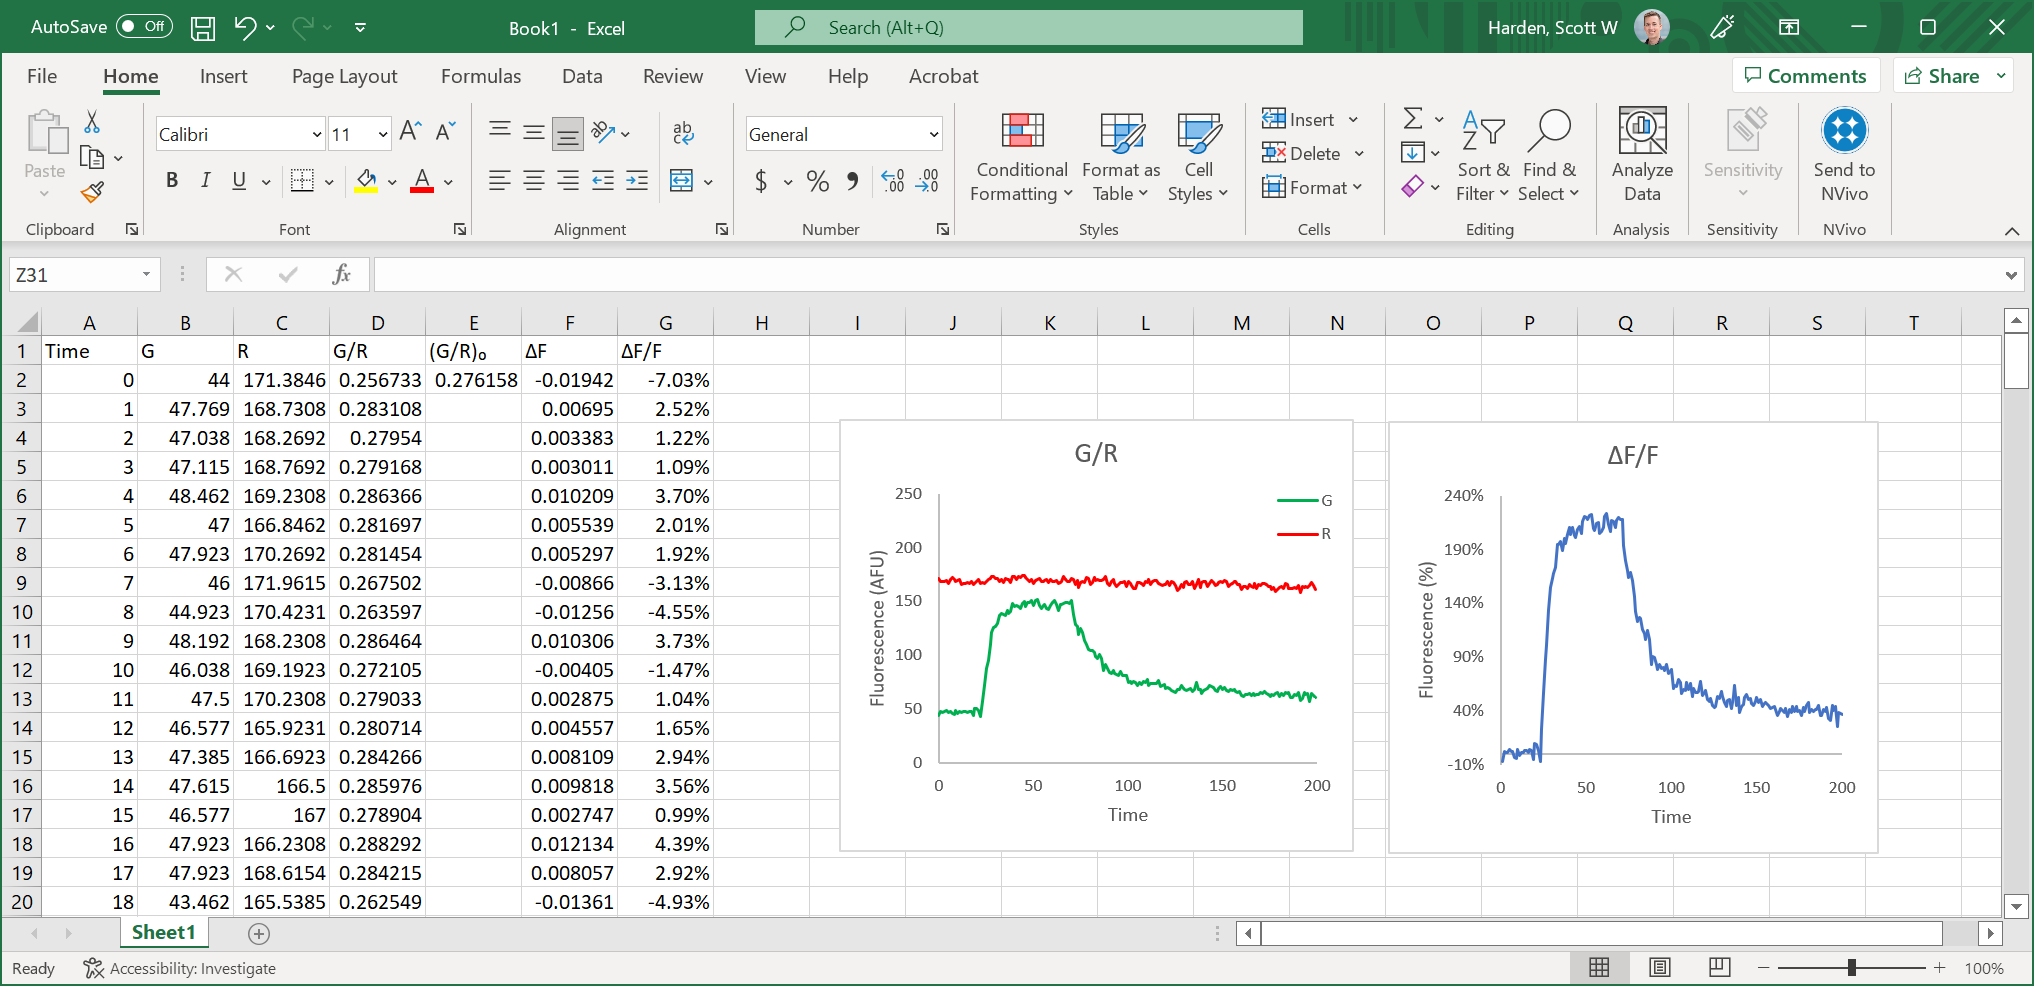 AutoSave Off Book1 - Excel Search (Alt+Q) Harden, Scott W
File Home Insert Page Layout Formulas Data Review View Help Acrobat Comments Share
Paste
Clipboard
Calibri 11
B I U A
Font
ab
Alignment
General
$ % ,
Number
Conditional Formatting
Format as Table
Cell Styles
Styles
Insert
Delete
Format
Cells
Sort & Filter
Find & Select
Editing
Analyze Data
Analysis
Sensitivity
Sensitivity
Send to NVivo
NVivo
Z31 fx
A B C D E F G H I J K L M N O P Q R S T
1 Time G R G/R (G/R)₀ ΔF ΔF/F
2 0 44 171.3846 0.256733 0.276158 -0.01942 -7.03%
3 1 47.769 168.7308 0.283108 0.00695 2.52%
4 2 47.038 168.2692 0.27954 0.003383 1.22%
5 3 47.115 168.7692 0.279168 0.003011 1.09%
6 4 48.462 169.2308 0.286366 0.010209 3.70%
7 5 47 166.8462 0.281697 0.005539 2.01%
8 6 47.923 170.2692 0.281454 0.005297 1.92%
9 7 46 171.9615 0.267502 -0.00866 -3.13%
10 8 44.923 170.4231 0.263597 -0.01256 -4.55%
11 9 48.192 168.2308 0.286464 0.010306 3.73%
12 10 46.038 169.1923 0.272105 -0.00405 -1.47%
13 11 47.5 170.2308 0.279033 0.002875 1.04%
14 12 46.577 165.9231 0.280714 0.004557 1.65%
15 13 47.385 166.6923 0.284266 0.008109 2.94%
16 14 47.615 166.5 0.285976 0.009818 3.56%
17 15 46.577 167 0.278904 0.002747 0.99%
18 16 47.923 166.2308 0.288292 0.012134 4.39%
19 17 47.923 168.6154 0.284215 0.008057 2.92%
20 18 43.462 165.5385 0.262549 -0.01361 -4.93%
G/R
G
R
250
200
150
100
50
0
Fluorescence (AFU)
0 50 100 150 200
Time
ΔF/F
240%
190%
140%
90%
40%
-10%
Fluorescence (%)
0 50 100 150 200
Time
Sheet1
Ready Accessibility: Investigate 100%